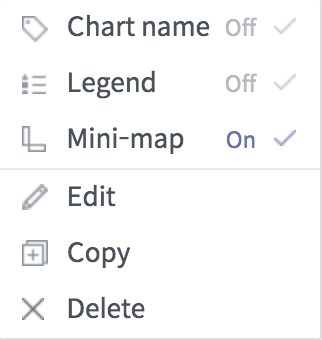 Chart name Off
Legend Off
Mini-map On
Edit
Copy
Delete